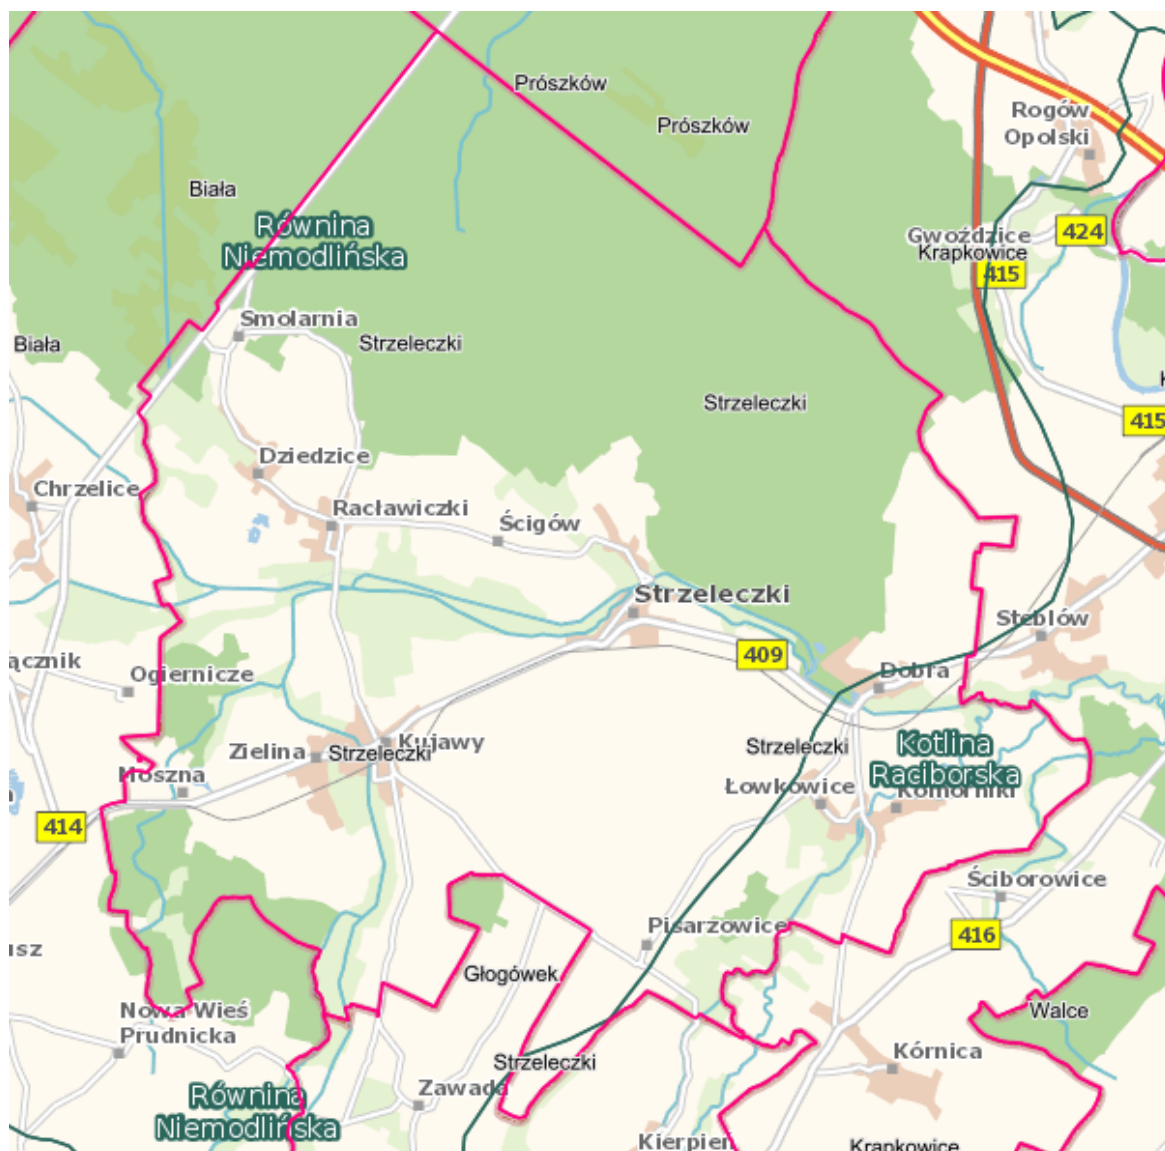 Prószków
Rogów
Opolski
Prószków
Biała
Równina
Niemodlińska
424
Gwoździce
Krapkowice
415
Smolarnia
Biała
Strzeleczki
Strzeleczki
415
Dziedzice
Chrzelice
Racławiczki
Ścigów
Strzeleczki
Steblów
409
ącznik
Ogiernicze
Dobra
Zielina
Strzeleczki
Kujawy
Strzeleczki
Kotlina
Raciborska
Moszna
Łowkowice
Komorniki
414
Ściborowice
usz
Pisarzowice
416
Głogówek
Nowa Wieś
Prudnicka
Walce
Strzeleczki
Kórnica
Równina
Niemodlińska
Zawada
Kierpień
Krapkowice